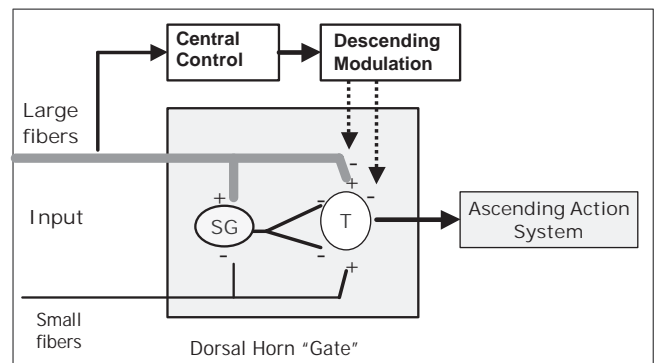 Central
Control
Descending
Modulation
Large
fibers
-
+
+
-
-
Input
SG
T
Ascending Action
System
-
-
+
Small
fibers
Dorsal Horn "Gate"